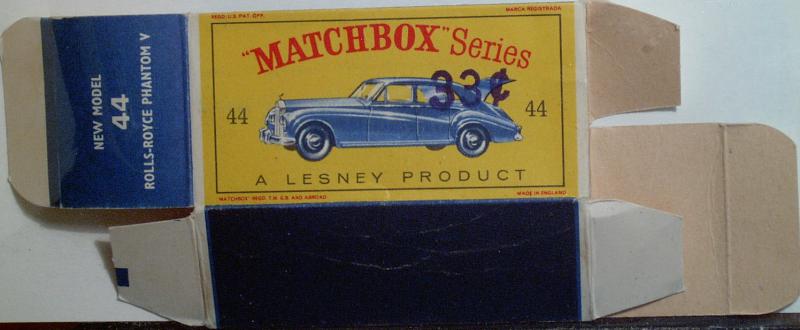 REGD. U.S. PAT. OFF.
MARCA REGISTRADA
"MATCHBOX" Series
33¢
44
44
A LESNEY PRODUCT
"MATCHBOX" REGD. T.M. G.B. AND ABROAD
MADE IN ENGLAND
NEW MODEL
44
ROLLS-ROYCE PHANTOM V